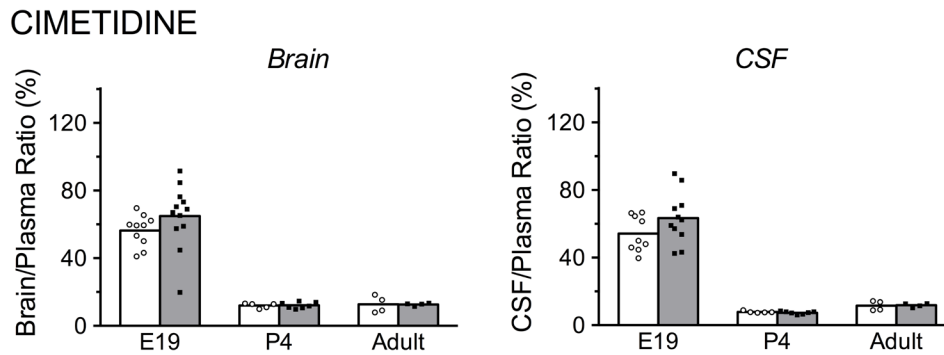 CIMETIDINE
Brain
Brain/Plasma Ratio (%)
120
80
40
0
E19 P4 Adult
CSF
CSF/Plasma Ratio (%)
120
80
40
0
E19 P4 Adult